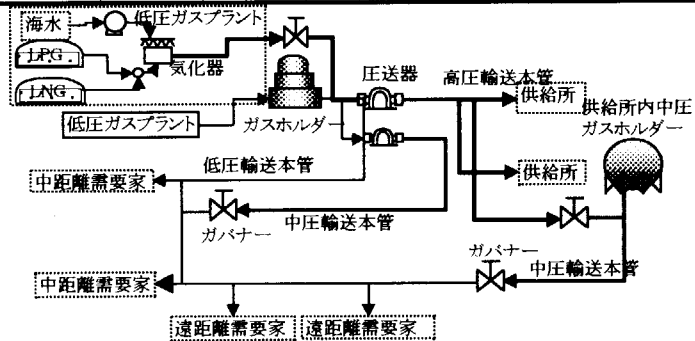 海水
低圧ガスプラント
LPG
LNG
気化器
低圧ガスプラント
ガスホルダー
圧送器
高圧輸送本管
供給所
供給所内中圧
ガスホルダー
供給所
低圧輸送本管
中距離需要家
中圧輸送本管
ガバナー
ガバナー
中圧輸送本管
中距離需要家
遠距離需要家
遠距離需要家